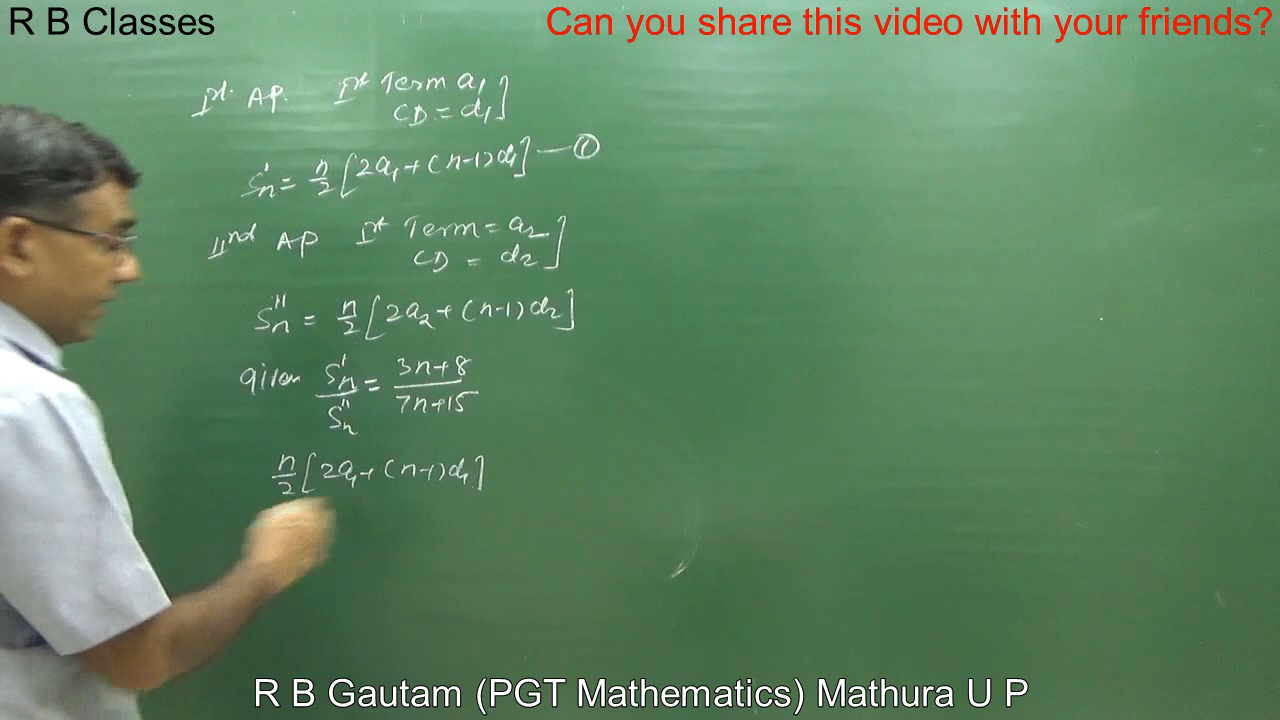 R B Classes
Can you share this video with your friends?
Ist. AP. Ist Term a₁
CD = d₁]
S'ₙ = n/2 [2a₁ + (n-1)d₁] — ①
IInd AP Ist Term = a₂
CD = d₂]
S''ₙ = n/2 [2a₂ + (n-1)d₂]
given S'ₙ/S''ₙ = 3n+8/7n+15
n/2 [2a₁ + (n-1)d₁]
R B Gautam (PGT Mathematics) Mathura U P